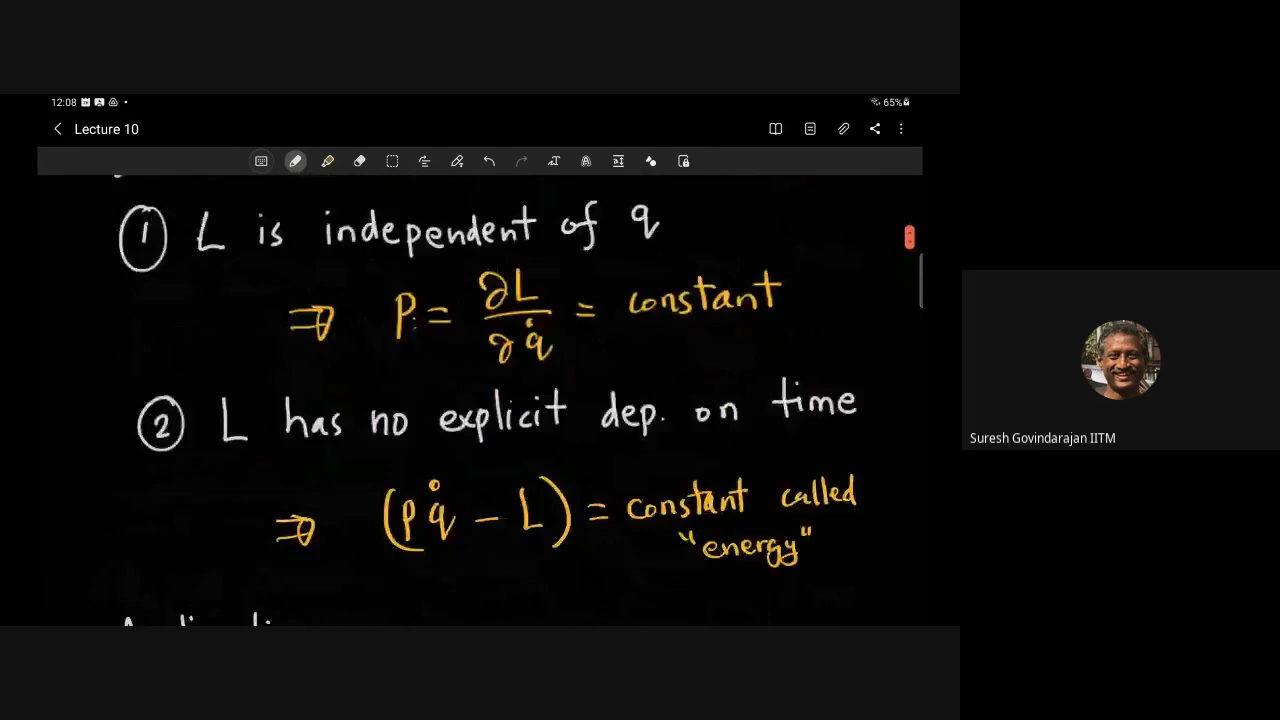 12:08
65%
Lecture 10
① L is independent of q
⇒ P = ∂L/∂q̇ = constant
② L has no explicit dep. on time
⇒ (pq̇ − L) = constant called
"energy"
Suresh Govindarajan IITM